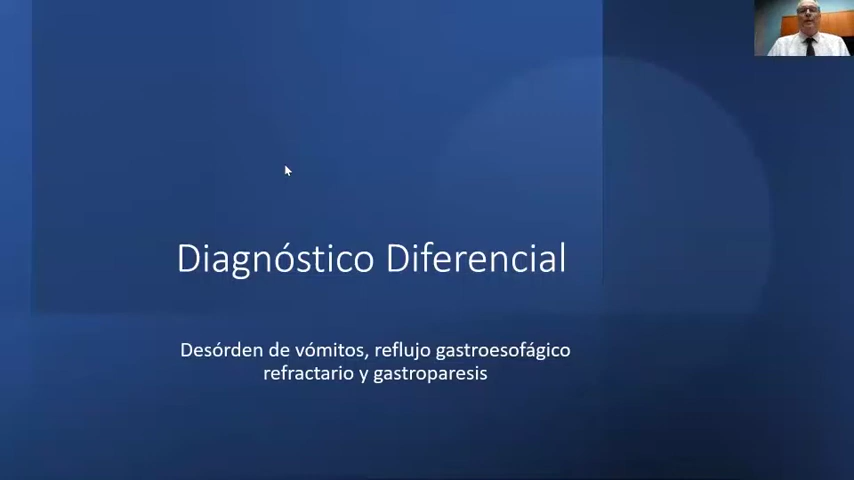 Diagnóstico Diferencial
Desórden de vómitos, reflujo gastroesofágico
refractario y gastroparesis